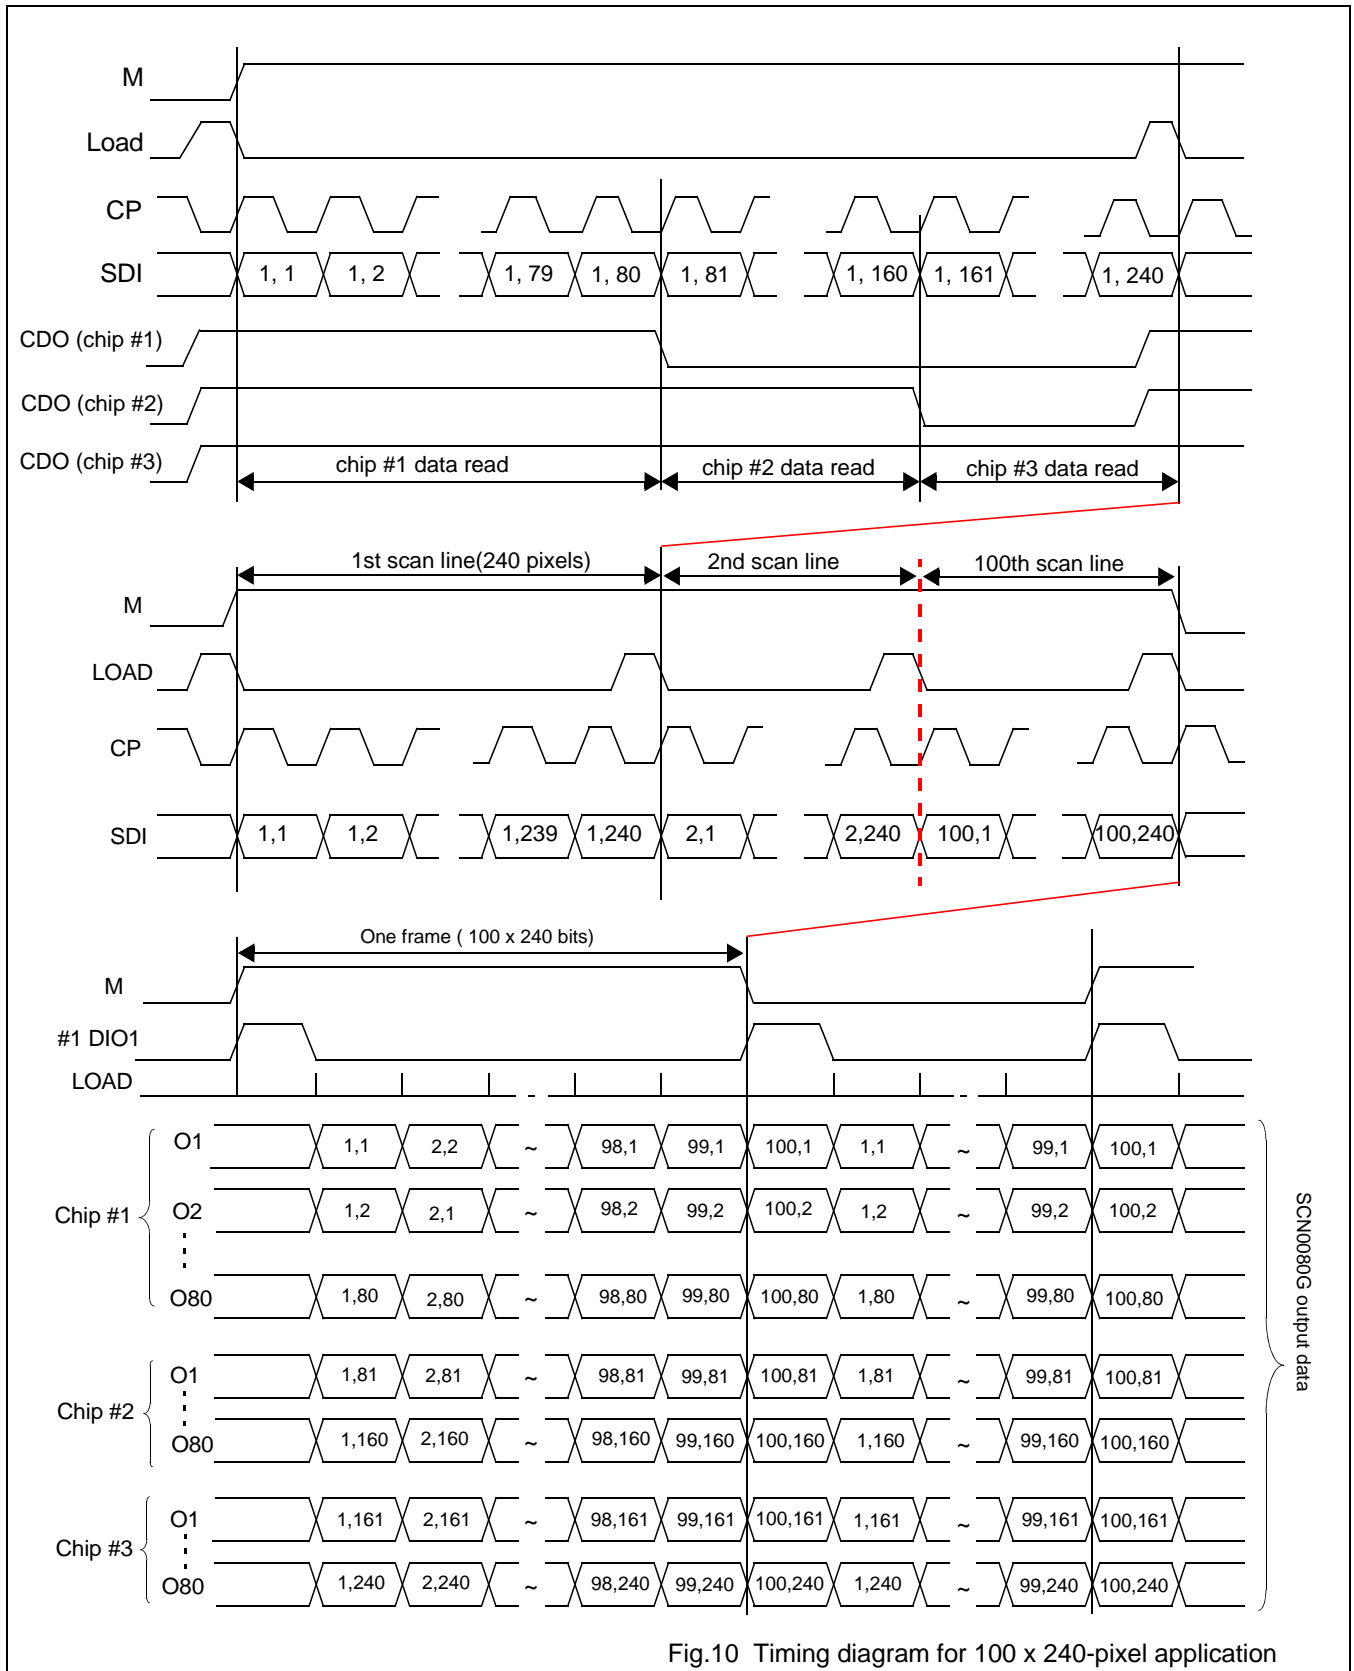 M
Load
CP
SDI 1, 1 1, 2 1, 79 1, 80 1, 81 1, 160 1, 161 1, 240
CDO (chip #1)
CDO (chip #2)
CDO (chip #3)
chip #1 data read chip #2 data read chip #3 data read
1st scan line(240 pixels) 2nd scan line 100th scan line
M
LOAD
CP
SDI 1,1 1,2 1,239 1,240 2,1 2,240 100,1 100,240
One frame ( 100 x 240 bits)
M
#1 DIO1
LOAD
Chip #1
O1 1,1 2,2 ~ 98,1 99,1 100,1 1,1 ~ 99,1 100,1
O2 1,2 2,1 ~ 98,2 99,2 100,2 1,2 ~ 99,2 100,2
O80 1,80 2,80 ~ 98,80 99,80 100,80 1,80 ~ 99,80 100,80
Chip #2
O1 1,81 2,81 ~ 98,81 99,81 100,81 1,81 ~ 99,81 100,81
O80 1,160 2,160 ~ 98,160 99,160 100,160 1,160 ~ 99,160 100,160
Chip #3
O1 1,161 2,161 ~ 98,161 99,161 100,161 1,161 ~ 99,161 100,161
O80 1,240 2,240 ~ 98,240 99,240 100,240 1,240 ~ 99,240 100,240
SCN0080G output data
Fig.10 Timing diagram for 100 x 240-pixel application